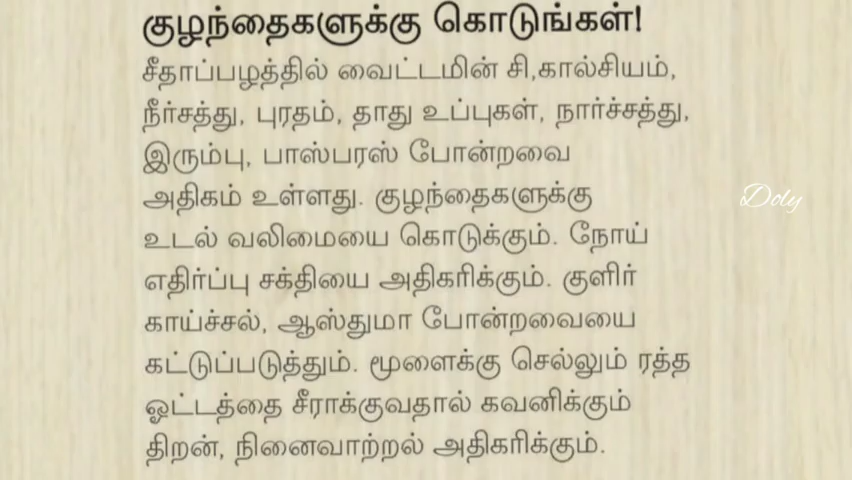 குழந்தைகளுக்கு கொடுங்கள்!
சீதாப்பழத்தில் வைட்டமின் சி,கால்சியம்,
நீர்சத்து, புரதம், தாது உப்புகள், நார்ச்சத்து,
இரும்பு, பாஸ்பரஸ் போன்றவை
அதிகம் உள்ளது. குழந்தைகளுக்கு
உடல் வலிமையை கொடுக்கும். நோய்
எதிர்ப்பு சக்தியை அதிகரிக்கும். குளிர்
காய்ச்சல், ஆஸ்துமா போன்றவையை
கட்டுப்படுத்தும். மூளைக்கு செல்லும் ரத்த
ஓட்டத்தை சீராக்குவதால் கவனிக்கும்
திறன், நினைவாற்றல் அதிகரிக்கும்.
Doly